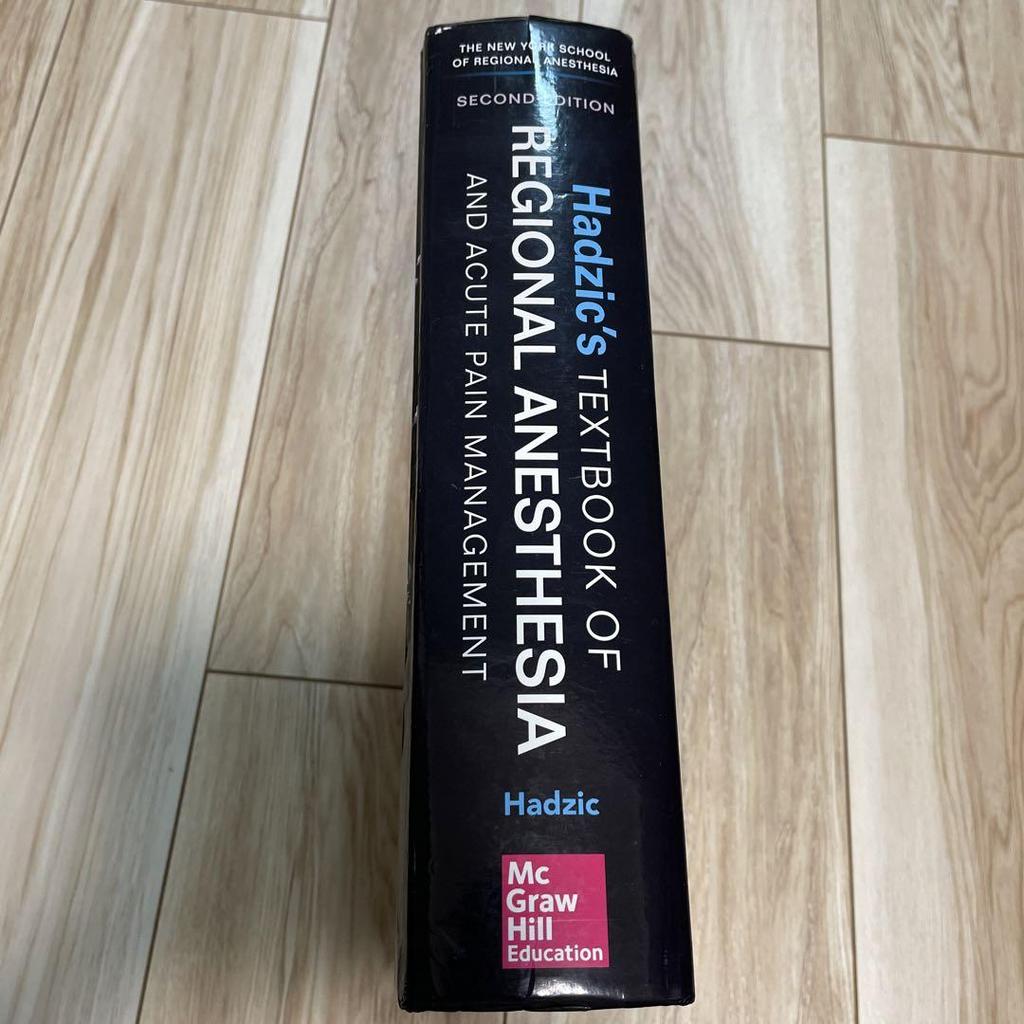 THE NEW YORK SCHOOL
OF REGIONAL ANESTHESIA
SECOND EDITION
Hadzic's TEXTBOOK OF
REGIONAL ANESTHESIA
AND ACUTE PAIN MANAGEMENT
Hadzic
Mc
Graw
Hill
Education